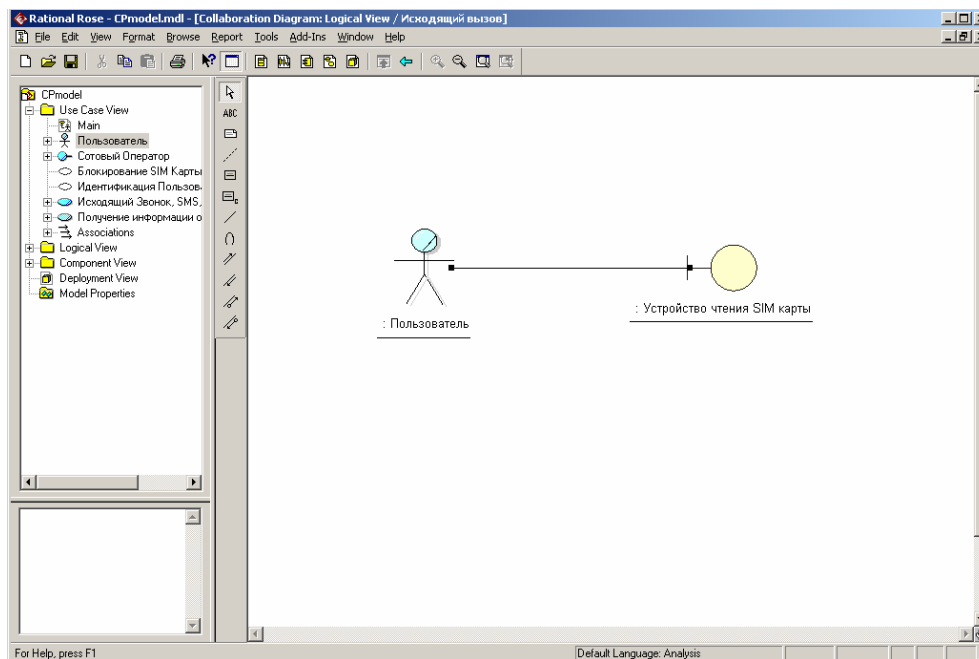 Rational Rose - CPmodel.mdl - [Collaboration Diagram: Logical View / Исходящий вызов]
File Edit View Format Browse Report Tools Add-Ins Window Help
CPmodel
Use Case View
Main
Пользователь
Сотовый Оператор
Блокирование SIM Карты
Идентификация Пользов
Исходящий Звонок, SMS,
Получение информации о
Associations
Logical View
Component View
Deployment View
Model Properties
ABC
: Пользователь
: Устройство чтения SIM карты
For Help, press F1
Default Language: Analysis